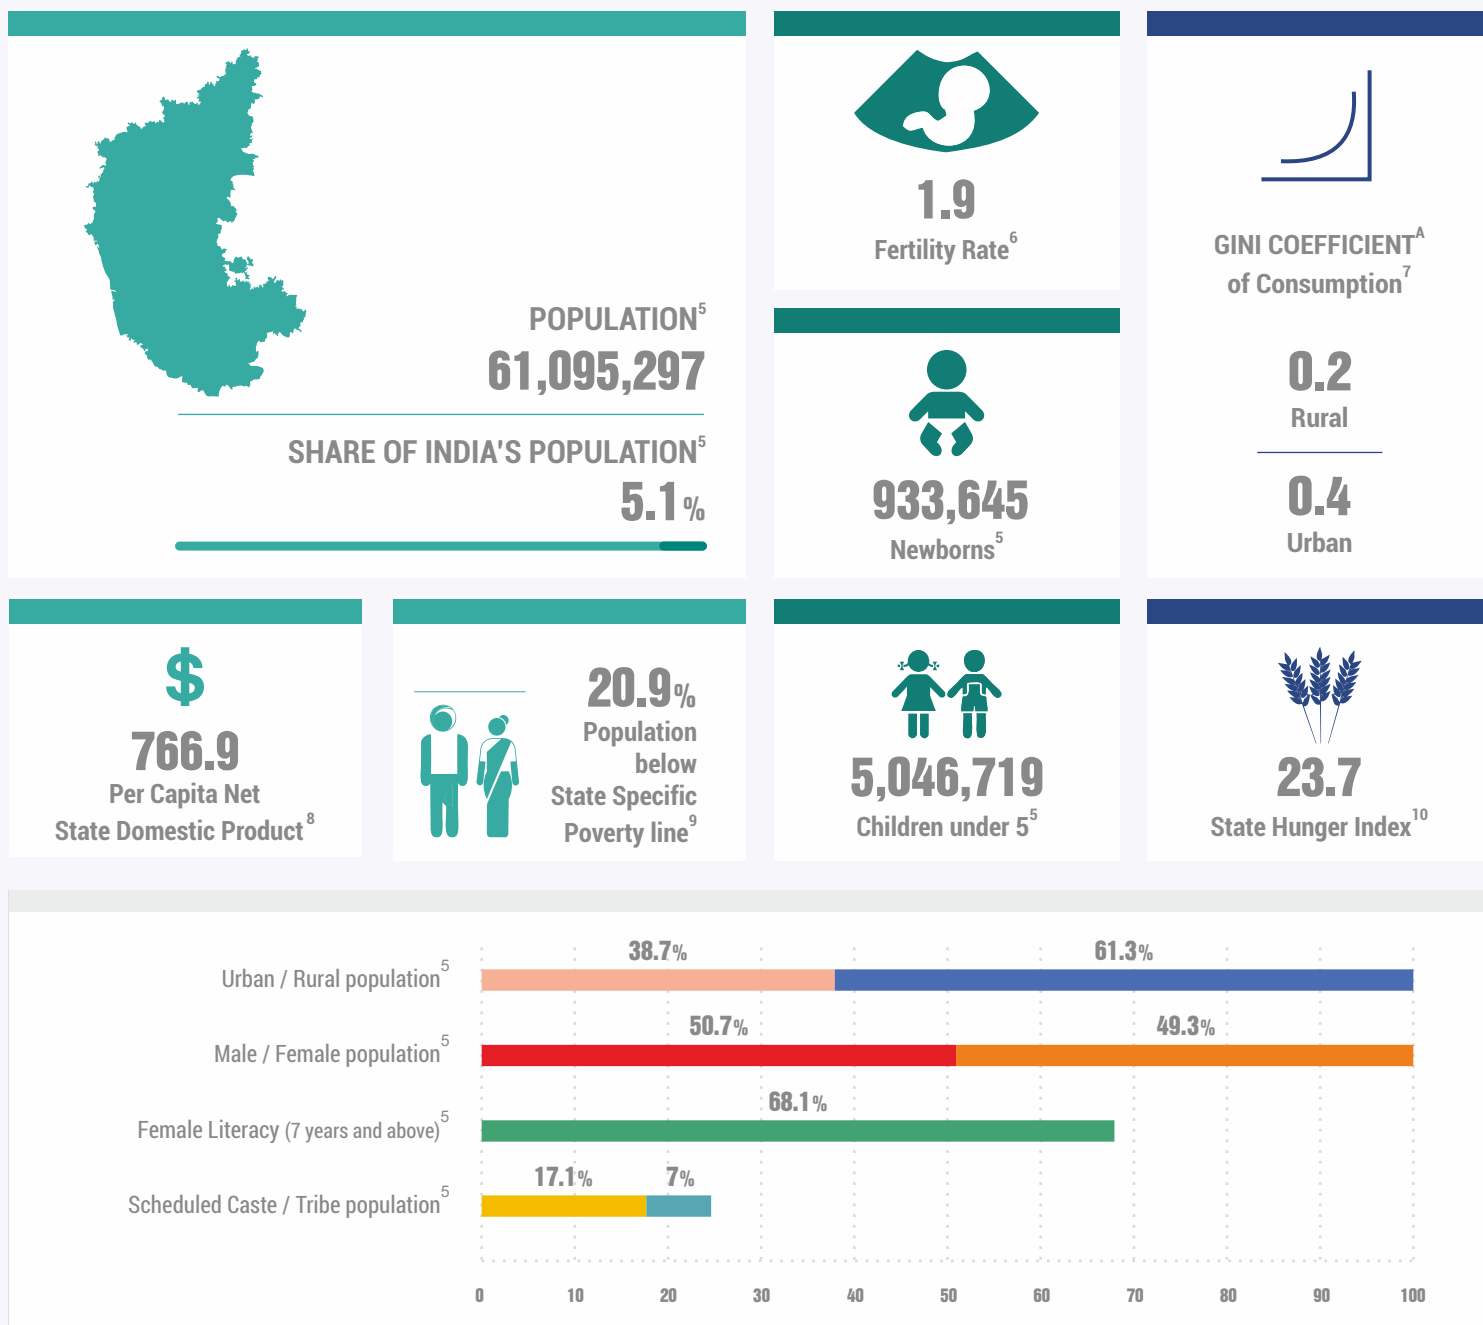 POPULATION5
61,095,297
SHARE OF INDIA'S POPULATION5
5.1%
1.9
Fertility Rate6
933,645
Newborns5
GINI COEFFICIENTA
of Consumption7
0.2
Rural
0.4
Urban
$
766.9
Per Capita Net
State Domestic Product8
20.9%
Population
below
State Specific
Poverty line9
5,046,719
Children under 55
23.7
State Hunger Index10
38.7% 61.3%
Urban / Rural population5
50.7% 49.3%
Male / Female population5
68.1%
Female Literacy (7 years and above)5
17.1% 7%
Scheduled Caste / Tribe population5
0 10 20 30 40 50 60 70 80 90 100